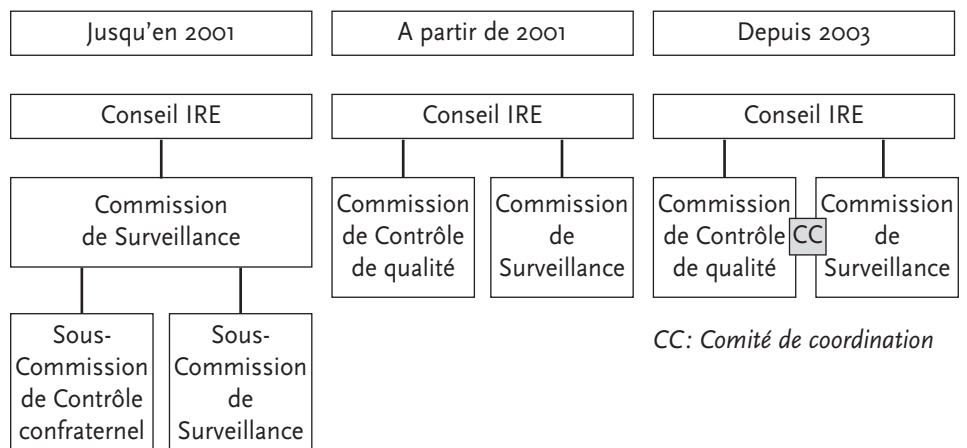 Jusqu'en 2001
A partir de 2001
Depuis 2003
Conseil IRE
Conseil IRE
Conseil IRE
Commission
de Surveillance
Commission
de Contrôle
de qualité
Commission
de
Surveillance
Commission
de Contrôle
de qualité
CC
Commission
de
Surveillance
Sous-
Commission
de Contrôle
confraternel
Sous-
Commission
de
Surveillance
CC: Comité de coordination